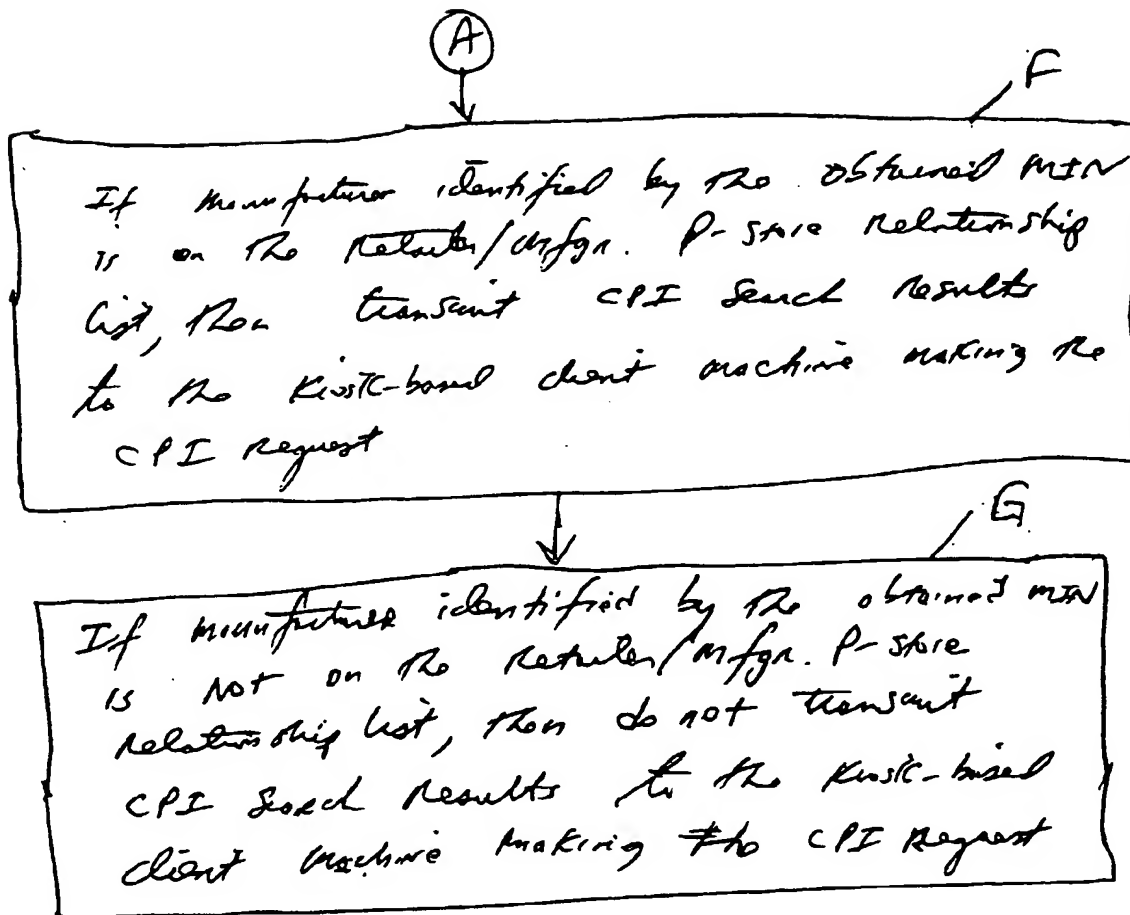 A
F
If manufacturer identified by the obtained MIN
is on the Retailer/Mfgr. P-store Relationship
list, then transmit CPI Search Results
to the Kiosk-based client machine making the
CPI Request
G
If manufacturer identified by the obtained MIN
is Not on the Retailer/Mfgr. P-store
Relationship list, then do not transmit
CPI Search Results to the Kiosk-based
client machine making the CPI Request